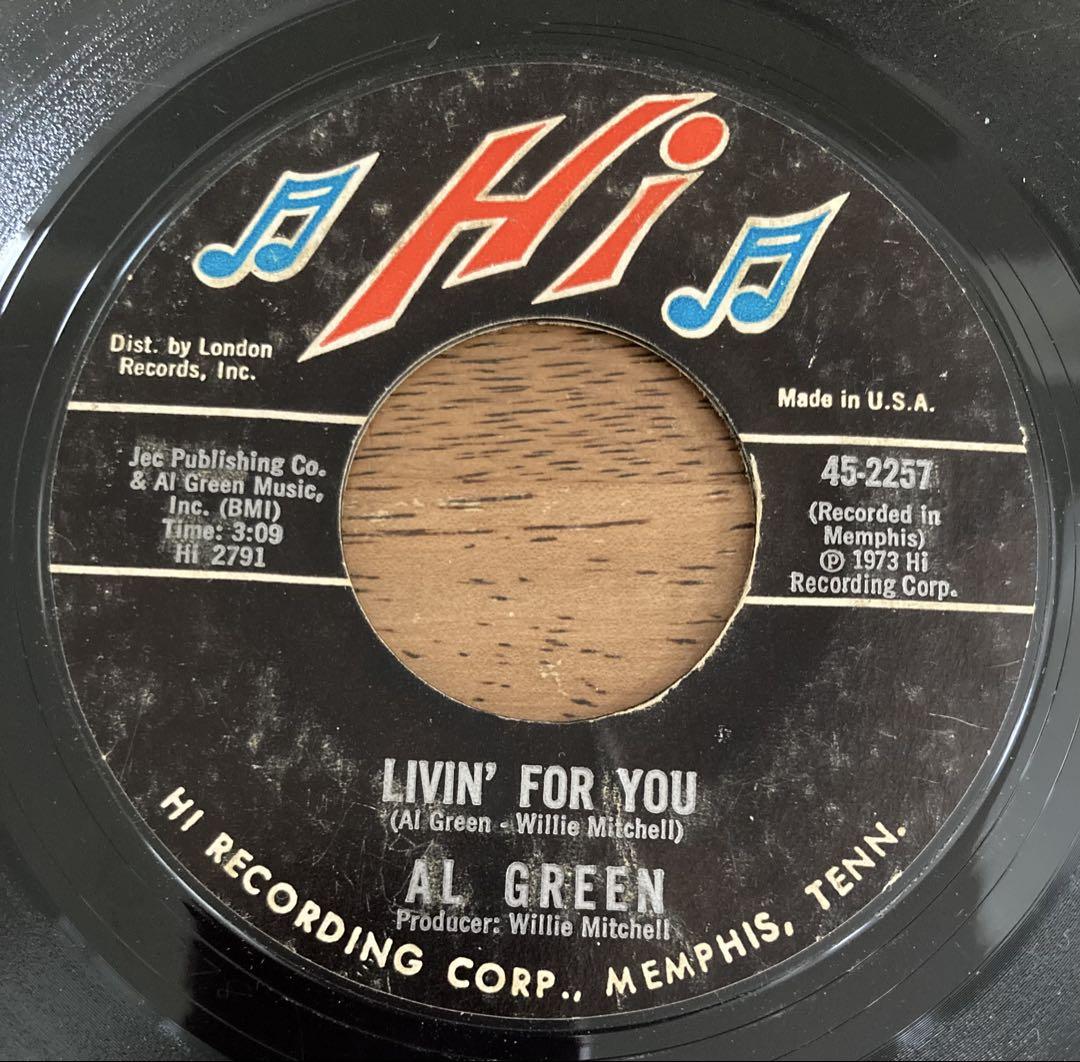 Hi
Dist. by London
Records, Inc.
Made in U.S.A.
Jec Publishing Co.
& Al Green Music,
Inc. (BMI)
Time: 3:09
Hi 2791
45-2257
(Recorded in
Memphis)
℗ 1973 Hi
Recording Corp.
LIVIN' FOR YOU
(Al Green - Willie Mitchell)
AL GREEN
Producer: Willie Mitchell
HI RECORDING CORP., MEMPHIS, TENN.